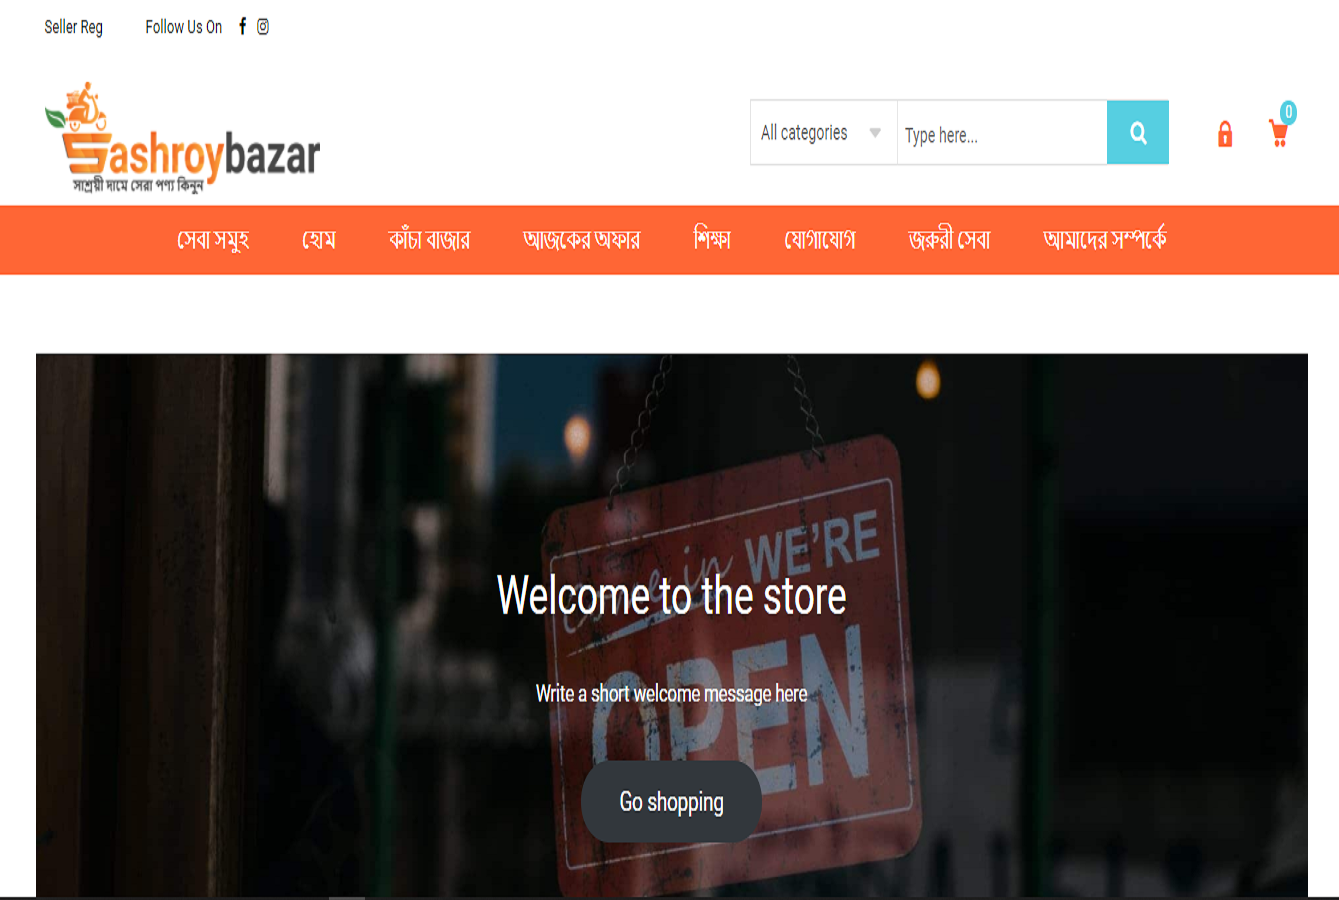 Seller Reg Follow Us On
Sashroybazar
সাশ্রয়ী দামে সেরা পণ্য কিনুন
All categories Type here...
0
সেবা সমুহ হোম কাঁচা বাজার আজকের অফার শিক্ষা যোগাযোগ জরুরী সেবা আমাদের সম্পর্কে
come in WE'RE
OPEN
Welcome to the store
Write a short welcome message here
Go shopping